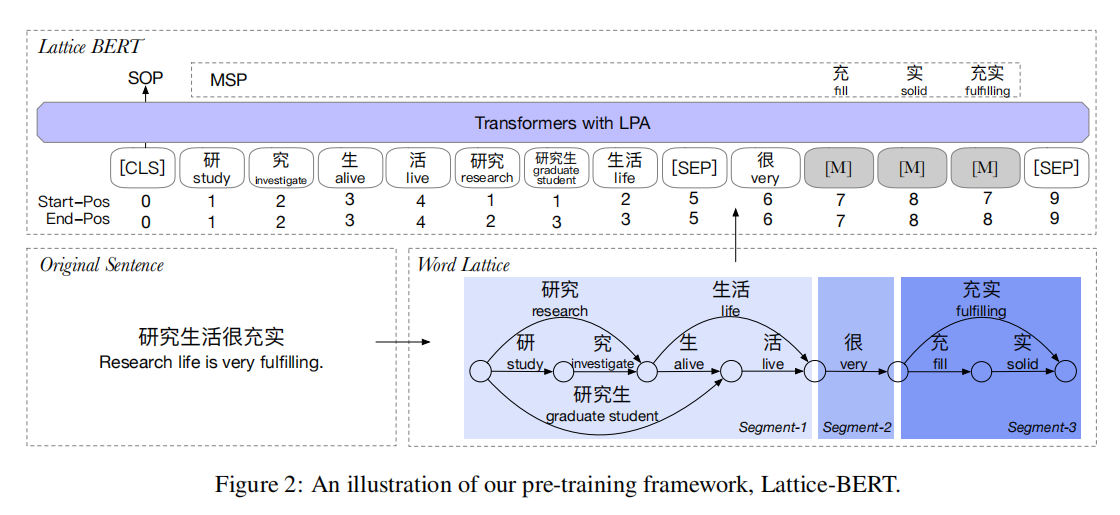 Lattice BERT
SOP
MSP
充 实 充实
fill solid fulfilling
Transformers with LPA
[CLS] 研 究 生 活 研究 研究生 生活 [SEP] 很 [M] [M] [M] [SEP]
study investigate alive live research graduate student life very
Start-Pos 0 1 2 3 4 1 1 2 5 6 7 8 7 9
End-Pos 0 1 2 3 4 2 3 3 5 6 7 8 8 9
Original Sentence
研究生活很充实
Research life is very fulfilling.
Word Lattice
研究 生活 充实
research life fulfilling
研 究 生 活 很 充 实
study investigate alive live very fill solid
研究生
graduate student
Segment-1 Segment-2 Segment-3
Figure 2: An illustration of our pre-training framework, Lattice-BERT.